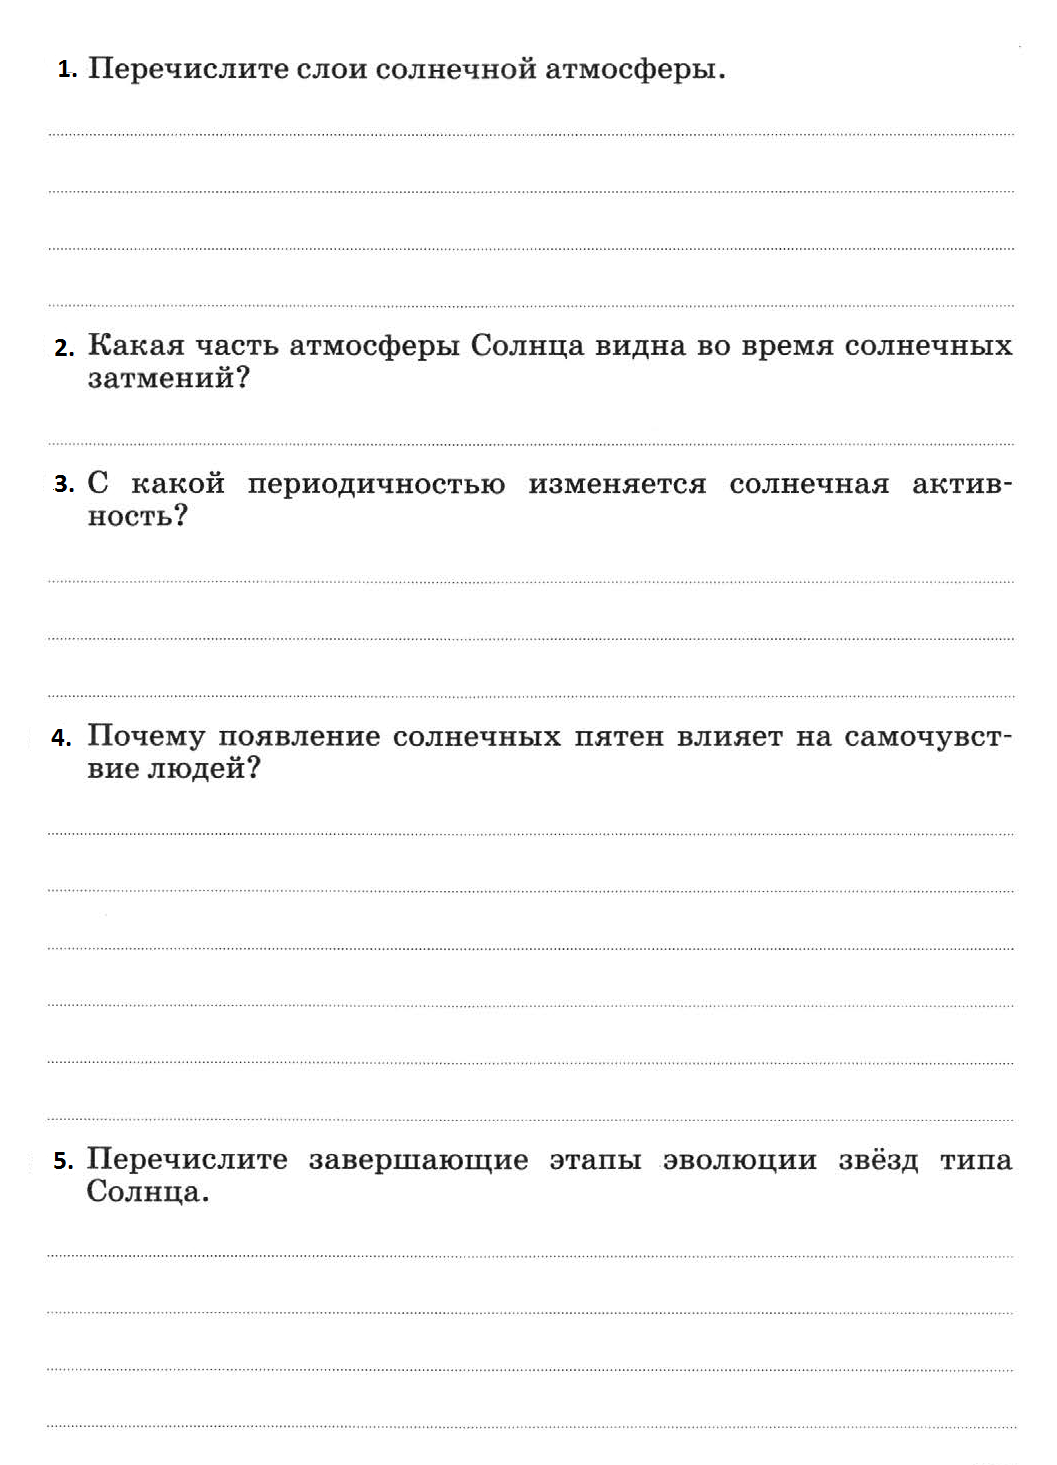 1. Перечислите слои солнечной атмосферы.
2. Какая часть атмосферы Солнца видна во время солнечных
затмений?
3. С какой периодичностью изменяется солнечная актив-
ность?
4. Почему появление солнечных пятен влияет на самочувст-
вие людей?
5. Перечислите завершающие этапы эволюции звёзд типа
Солнца.